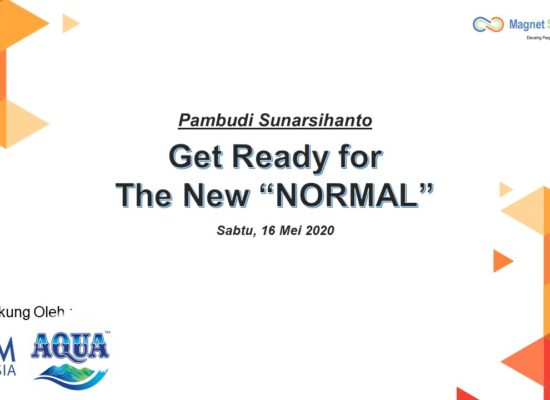 Magnet S
Elevating Peop
Pambudi Sunarsihanto
Get Ready for
The New “NORMAL”
Sabtu, 16 Mei 2020
kung Oleh :
M
SIA
AQUA™